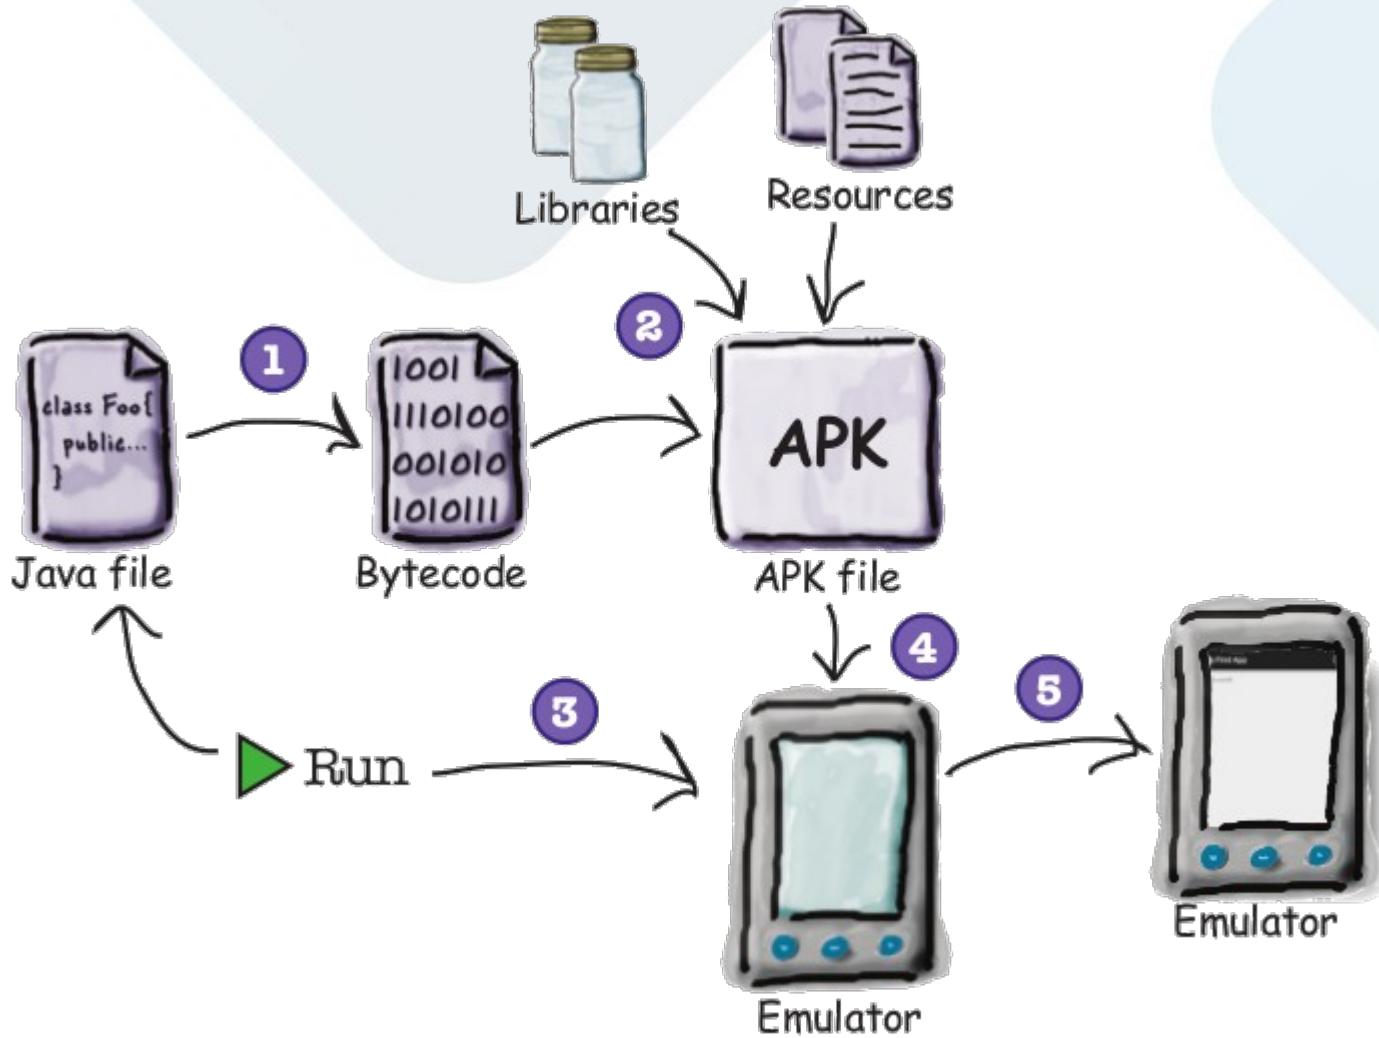 Libraries
Resources
1
2
class Foo{
public...
}
1001
1110100
001010
1010111
APK
Java file
Bytecode
APK file
4
3
5
Run
Emulator
Emulator